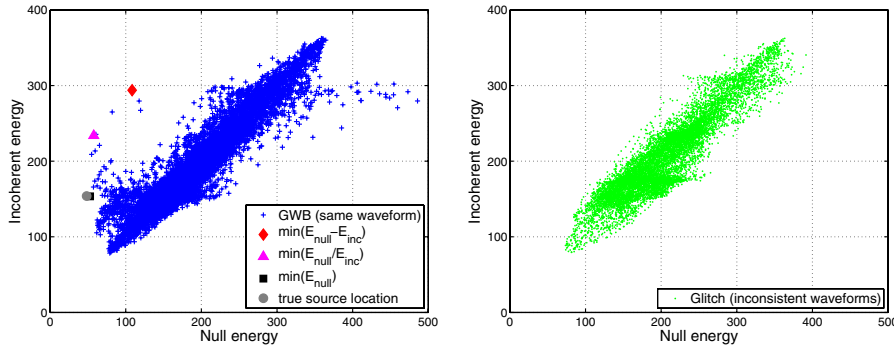 400
300
200
100
0
Incoherent energy
0 100 200 300 400 500
Null energy
GWB (same waveform)
min(E_null–E_inc)
min(E_null/E_inc)
min(E_null)
true source location
400
300
200
100
0
Incoherent energy
0 100 200 300 400 500
Null energy
Glitch (inconsistent waveforms)